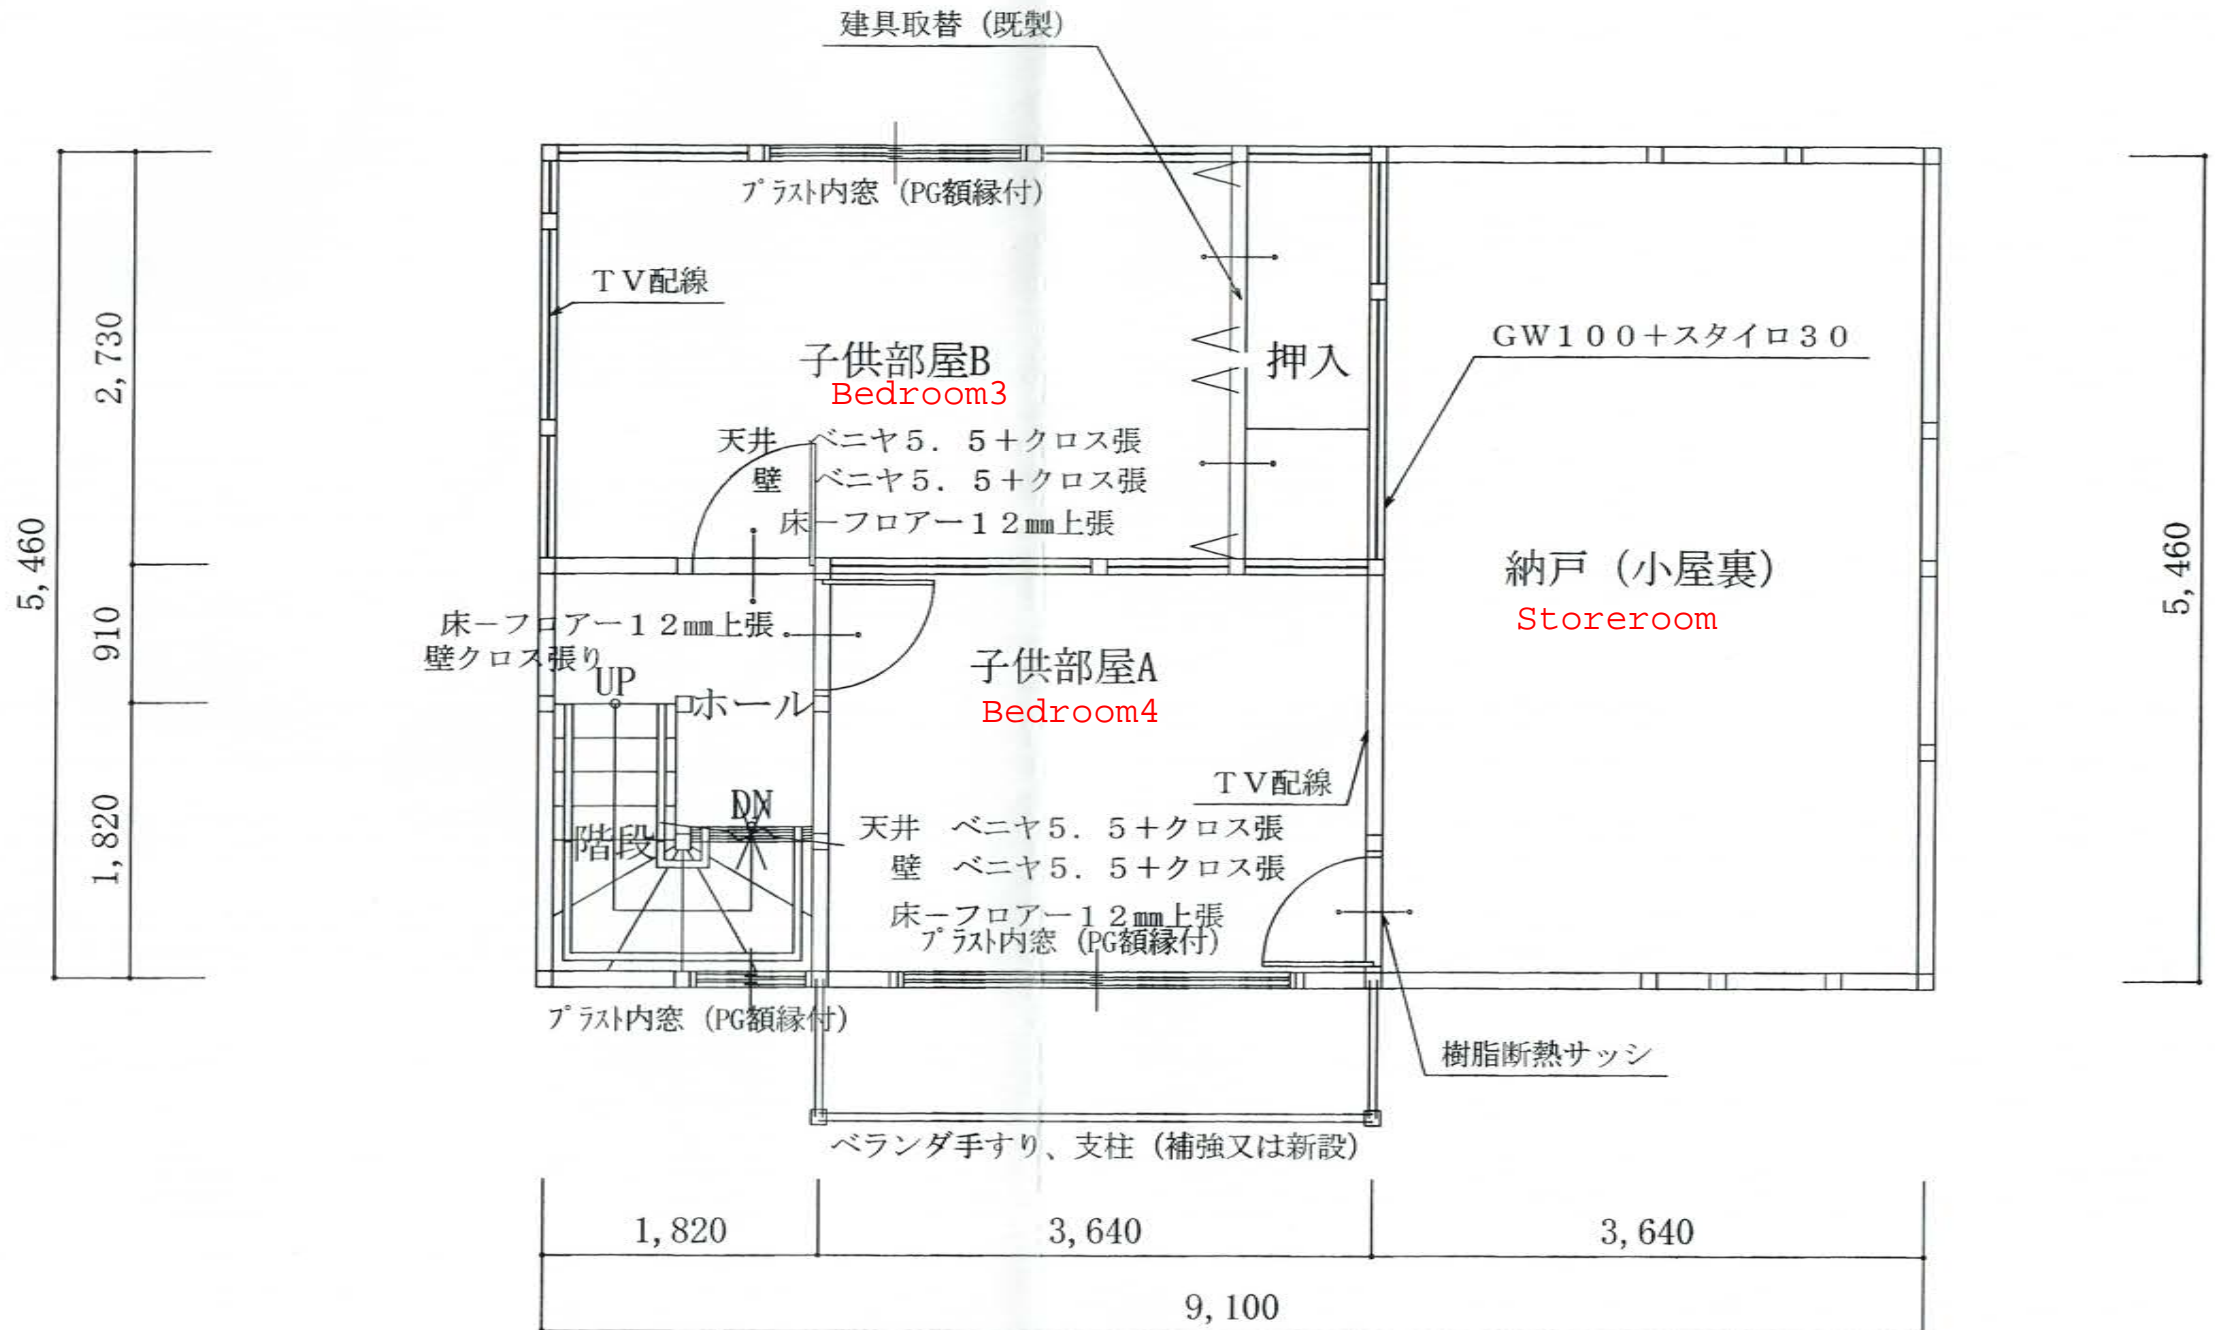 建具取替（既製）
プラスト内窓（PG額縁付）
ＴＶ配線
2,730
子供部屋B
Bedroom3
押入
GW１００＋スタイロ３０
天井　ベニヤ５．５＋クロス張
壁　ベニヤ５．５＋クロス張
床－フロアー１２㎜上張
5,460
5,460
納戸（小屋裏）
Storeroom
910
床－フロアー１２㎜上張
壁クロス張り
UP
ホール
子供部屋A
Bedroom4
ＴＶ配線
1,820
DN
階段
天井　ベニヤ５．５＋クロス張
壁　ベニヤ５．５＋クロス張
床－フロアー１２㎜上張
プラスト内窓（PG額縁付）
プラスト内窓（PG額縁付）
樹脂断熱サッシ
ベランダ手すり、支柱（補強又は新設）
1,820
3,640
3,640
9,100